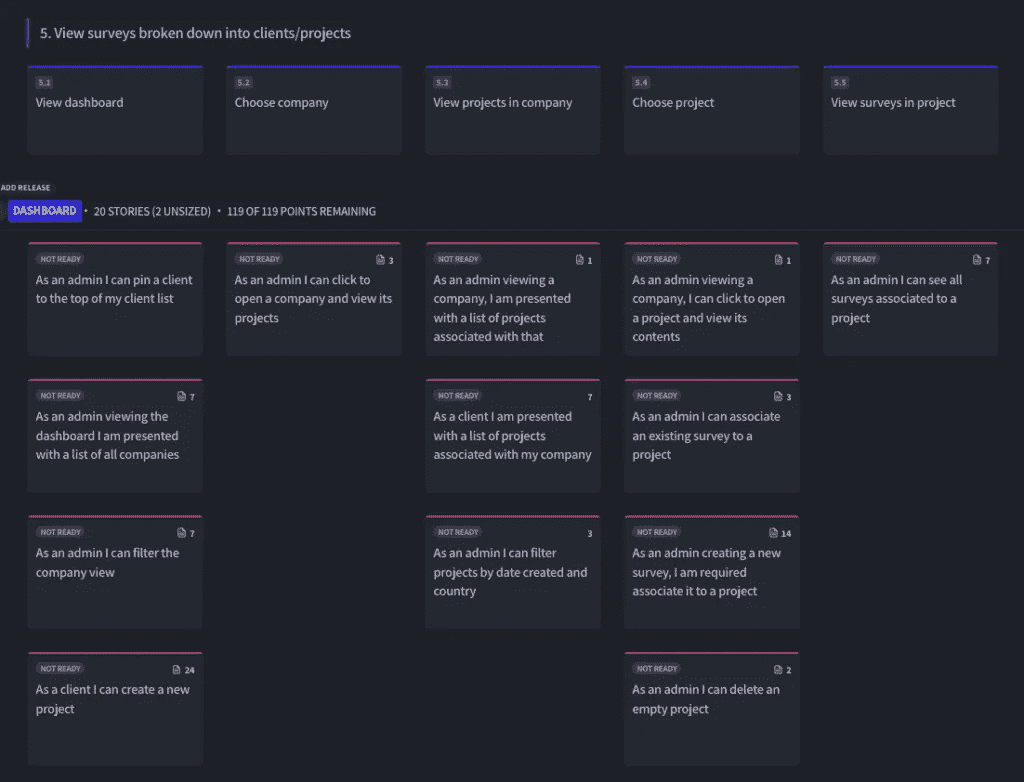 5. View surveys broken down into clients/projects
5.1
View dashboard
5.2
Choose company
5.3
View projects in company
5.4
Choose project
5.5
View surveys in project
ADD RELEASE
DASHBOARD • 20 STORIES (2 UNSIZED) • 119 OF 119 POINTS REMAINING
NOT READY
As an admin I can pin a client
to the top of my client list
NOT READY 3
As an admin I can click to
open a company and view its
projects
NOT READY 1
As an admin viewing a
company, I am presented
with a list of projects
associated with that
NOT READY 1
As an admin viewing a
company, I can click to open
a project and view its
contents
NOT READY 7
As an admin I can see all
surveys associated to a
project
NOT READY 7
As an admin viewing the
dashboard I am presented
with a list of all companies
NOT READY 7
As a client I am presented
with a list of projects
associated with my company
NOT READY 3
As an admin I can associate
an existing survey to a
project
NOT READY 7
As an admin I can filter the
company view
NOT READY 3
As an admin I can filter
projects by date created and
country
NOT READY 14
As an admin creating a new
survey, I am required
associate it to a project
NOT READY 24
As a client I can create a new
project
NOT READY 2
As an admin I can delete an
empty project